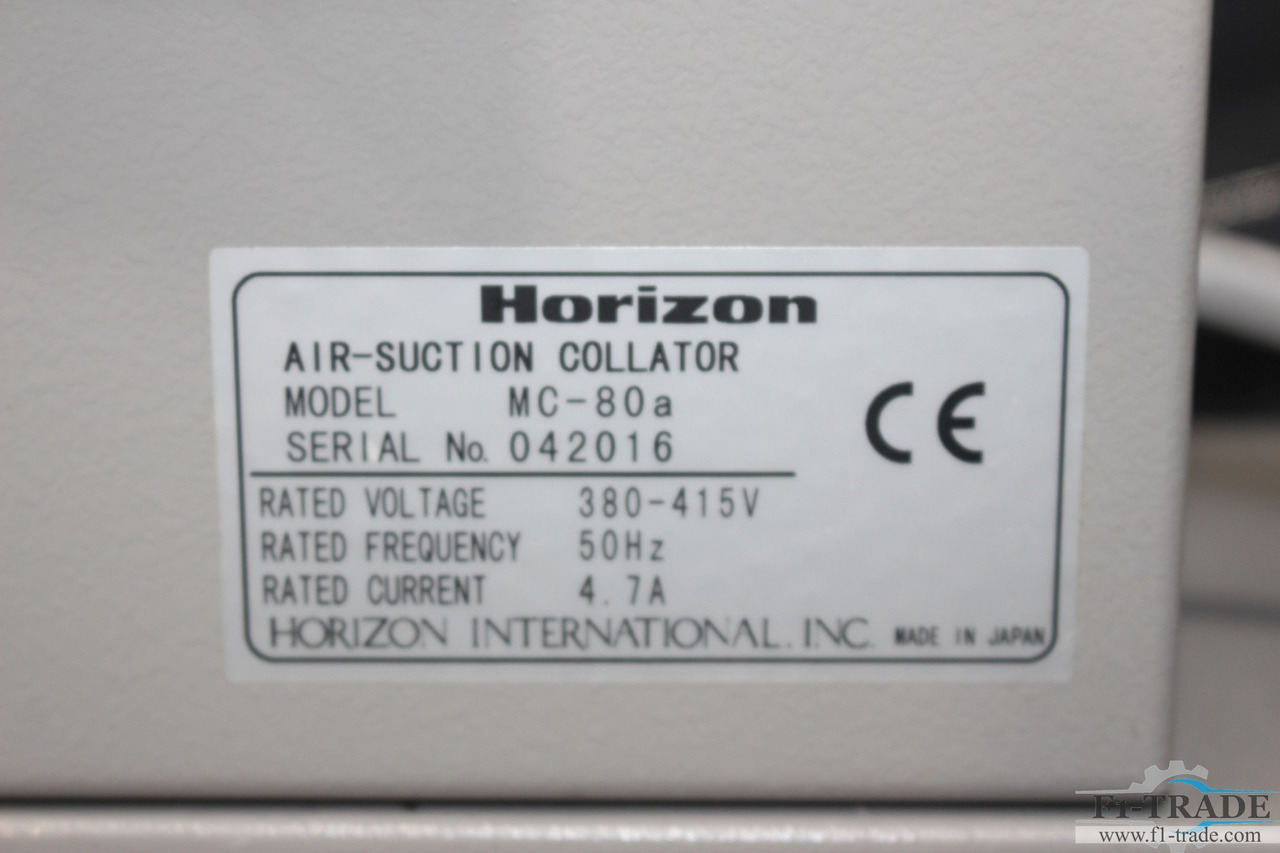 Horizon
AIR-SUCTION COLLATOR
MODEL MC-80a
SERIAL No. 042016
CE
RATED VOLTAGE 380-415V
RATED FREQUENCY 50Hz
RATED CURRENT 4.7A
HORIZON INTERNATIONAL, INC. MADE IN JAPAN
F1-TRADE
www.f1-trade.com